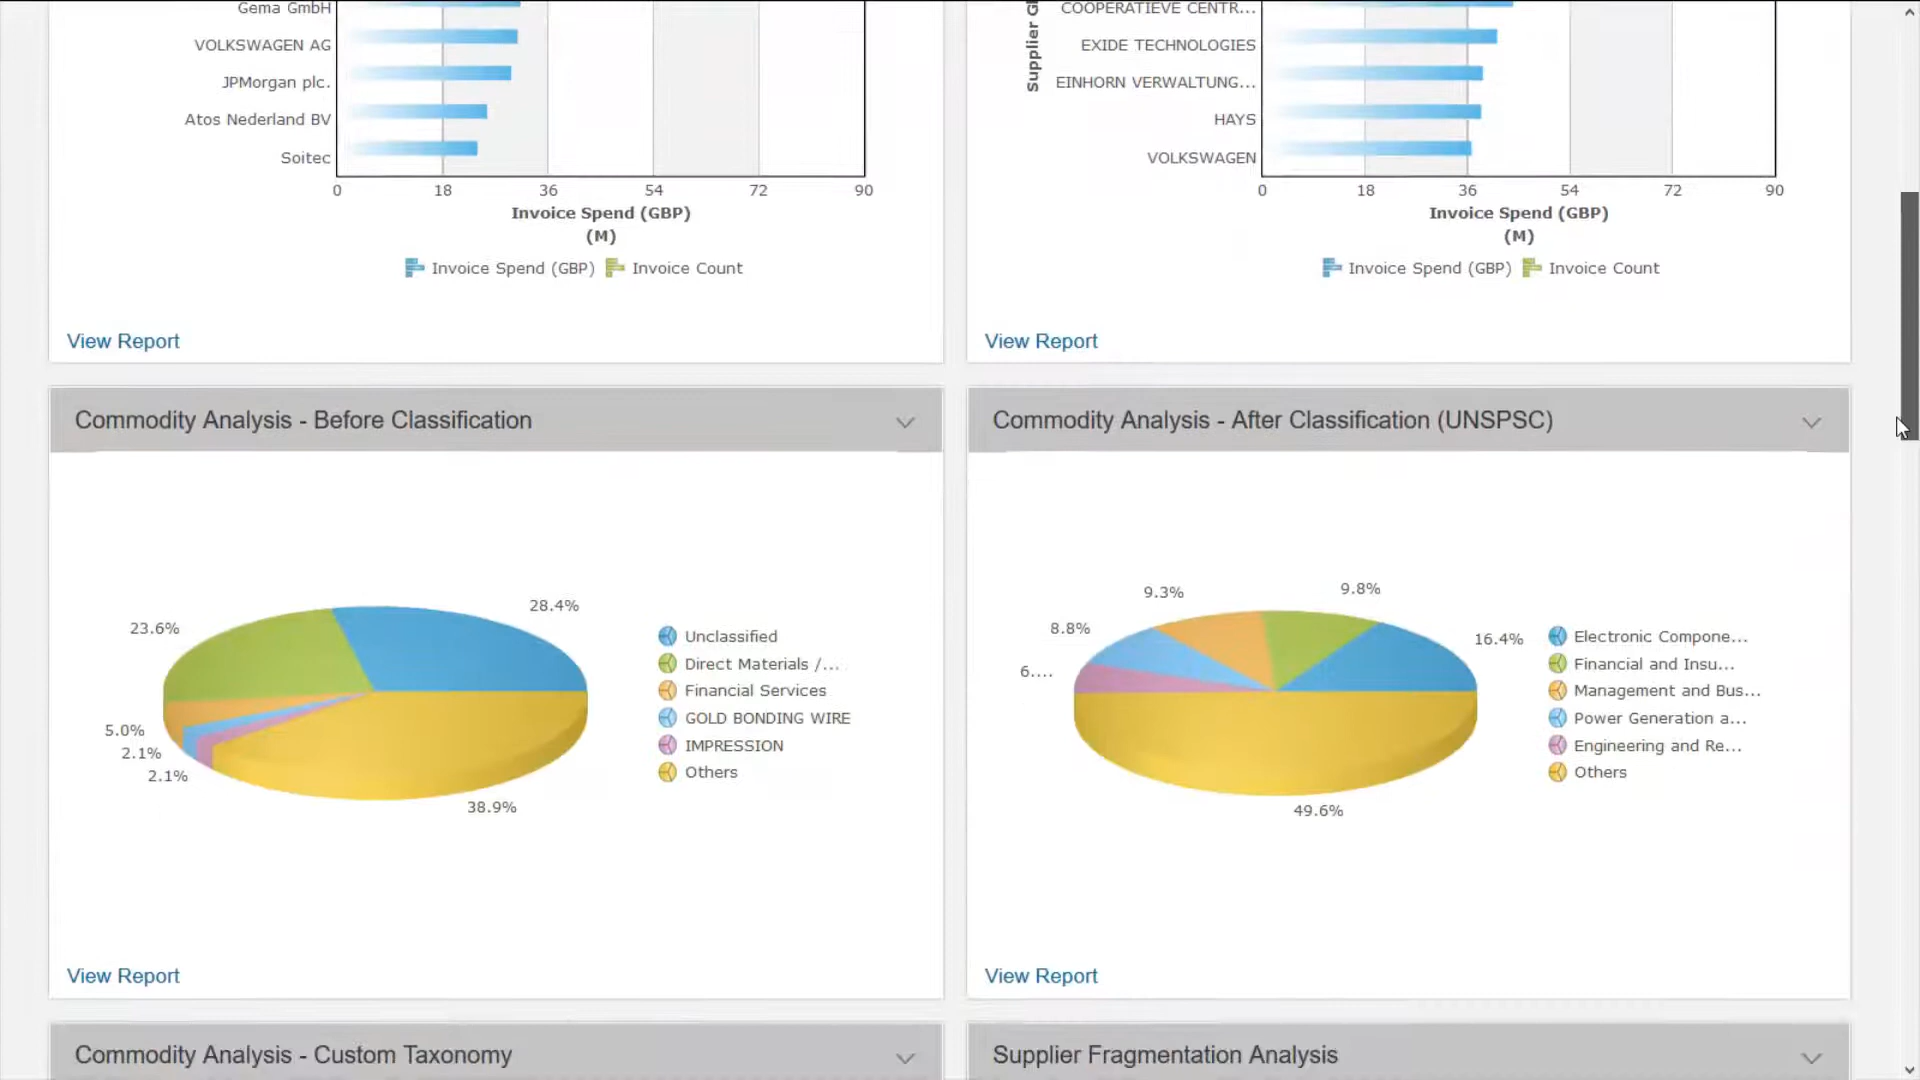 Gema GmbH
VOLKSWAGEN AG
JPMorgan plc.
Atos Nederland BV
Soitec
0 18 36 54 72 90
Invoice Spend (GBP)
(M)
Invoice Spend (GBP) Invoice Count
View Report
Supplier
COOPERATIEVE CENTR...
EXIDE TECHNOLOGIES
EINHORN VERWALTUNG...
HAYS
VOLKSWAGEN
0 18 36 54 72 90
Invoice Spend (GBP)
(M)
Invoice Spend (GBP) Invoice Count
View Report
Commodity Analysis - Before Classification
28.4%
23.6%
5.0%
2.1%
2.1%
38.9%
Unclassified
Direct Materials /...
Financial Services
GOLD BONDING WIRE
IMPRESSION
Others
View Report
Commodity Analysis - After Classification (UNSPSC)
9.3%
9.8%
8.8%
16.4%
6....
49.6%
Electronic Compone...
Financial and Insu...
Management and Bus...
Power Generation a...
Engineering and Re...
Others
View Report
Commodity Analysis - Custom Taxonomy
Supplier Fragmentation Analysis